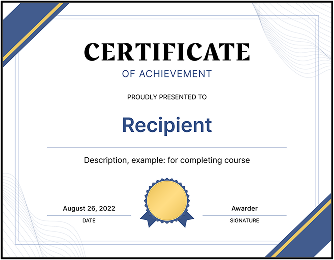 CERTIFICATE
OF ACHIEVEMENT
PROUDLY PRESENTED TO
Recipient
Description, example: for completing course
August 26, 2022
Awarder
DATE
SIGNATURE